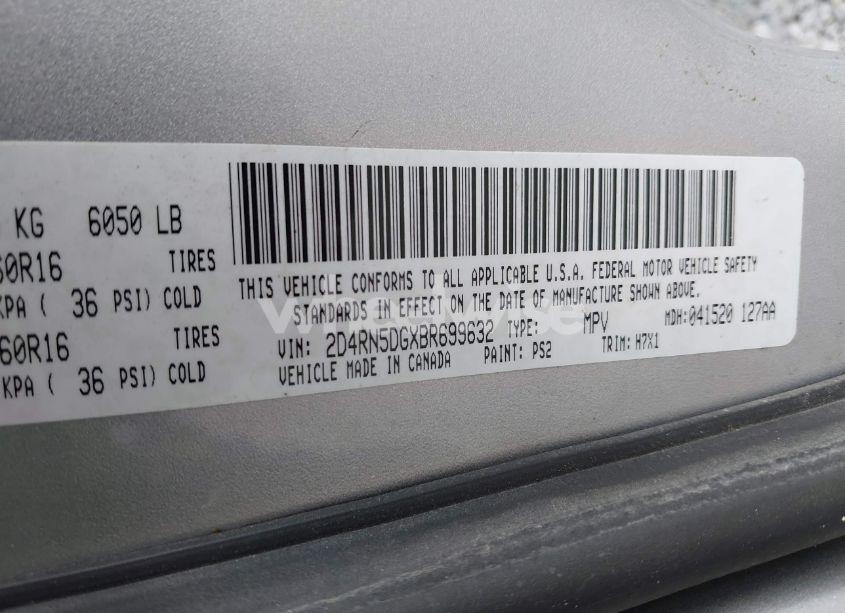 KG 6050 LB
60R16 TIRES
KPA ( 36 PSI) COLD
60R16 TIRES
KPA ( 36 PSI) COLD
THIS VEHICLE CONFORMS TO ALL APPLICABLE U.S.A. FEDERAL MOTOR VEHICLE SAFETY
STANDARDS IN EFFECT ON THE DATE OF MANUFACTURE SHOWN ABOVE.
VIN: 2D4RN5DGXBR699632 TYPE: MPV MDH: 041520 127AA
VEHICLE MADE IN CANADA PAINT: PS2 TRIM: H7X1